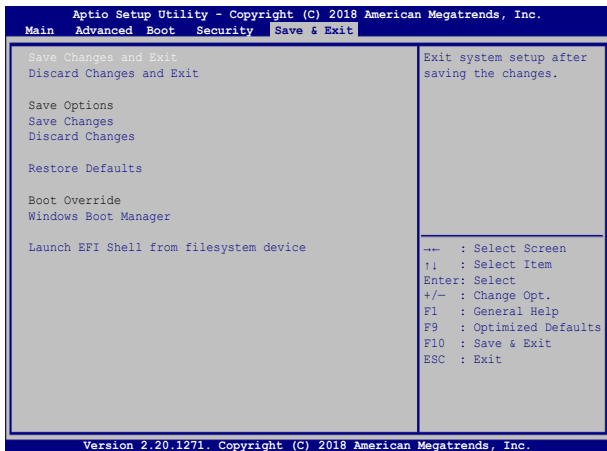 Aptio Setup Utility - Copyright (C) 2018 American Megatrends, Inc.
Main Advanced Boot Security Save & Exit
Save Changes and Exit
Discard Changes and Exit
Save Options
Save Changes
Discard Changes
Restore Defaults
Boot Override
Windows Boot Manager
Launch EFI Shell from filesystem device
Exit system setup after
saving the changes.
→← : Select Screen
↑↓ : Select Item
Enter: Select
+/— : Change Opt.
F1 : General Help
F9 : Optimized Defaults
F10 : Save & Exit
ESC : Exit
Version 2.20.1271. Copyright (C) 2018 American Megatrends, Inc.